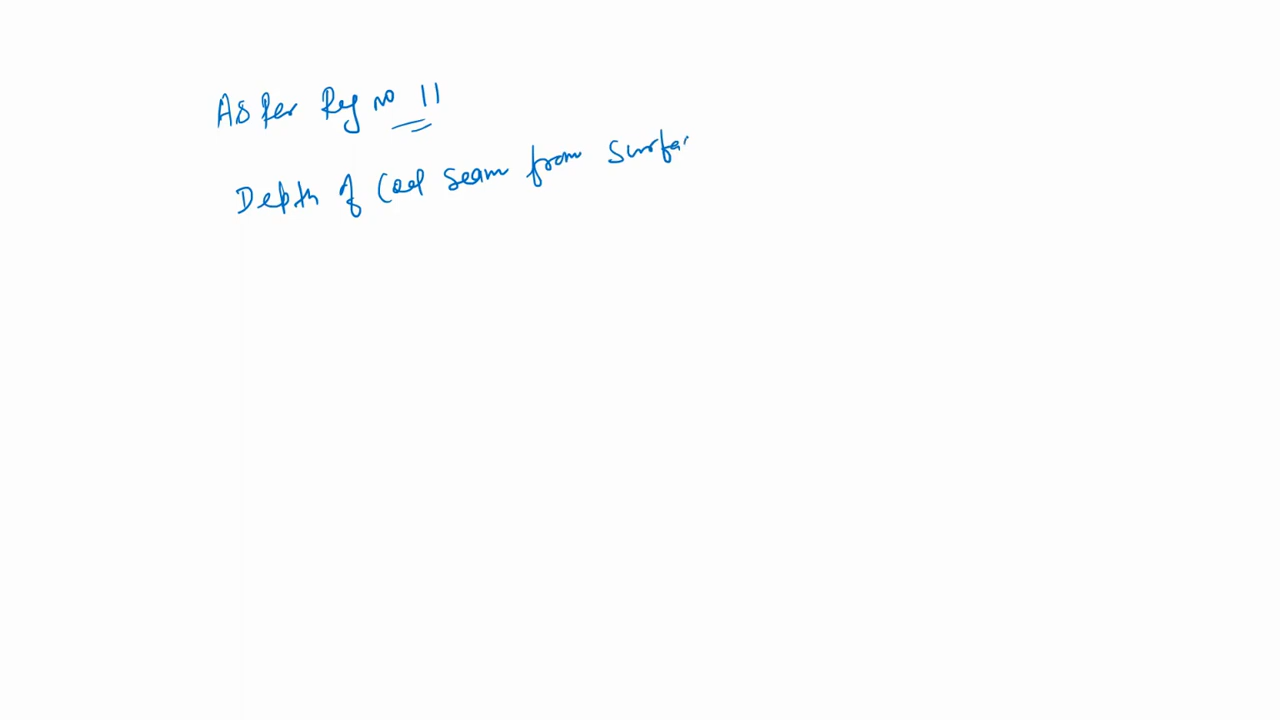 As Per Reg no 11
Depth of Coal seam from surfa